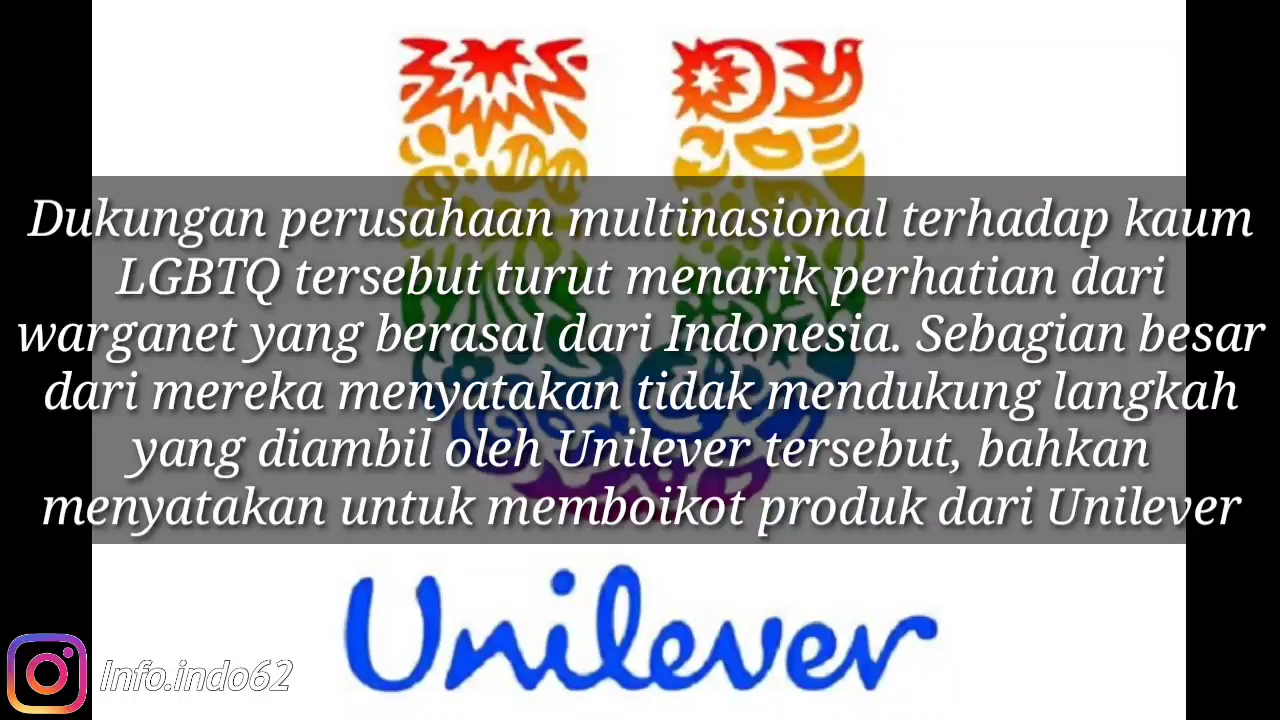 Dukungan perusahaan multinasional terhadap kaum
LGBTQ tersebut turut menarik perhatian dari
warganet yang berasal dari Indonesia. Sebagian besar
dari mereka menyatakan tidak mendukung langkah
yang diambil oleh Unilever tersebut, bahkan
menyatakan untuk memboikot produk dari Unilever
Unilever
Info.indo62